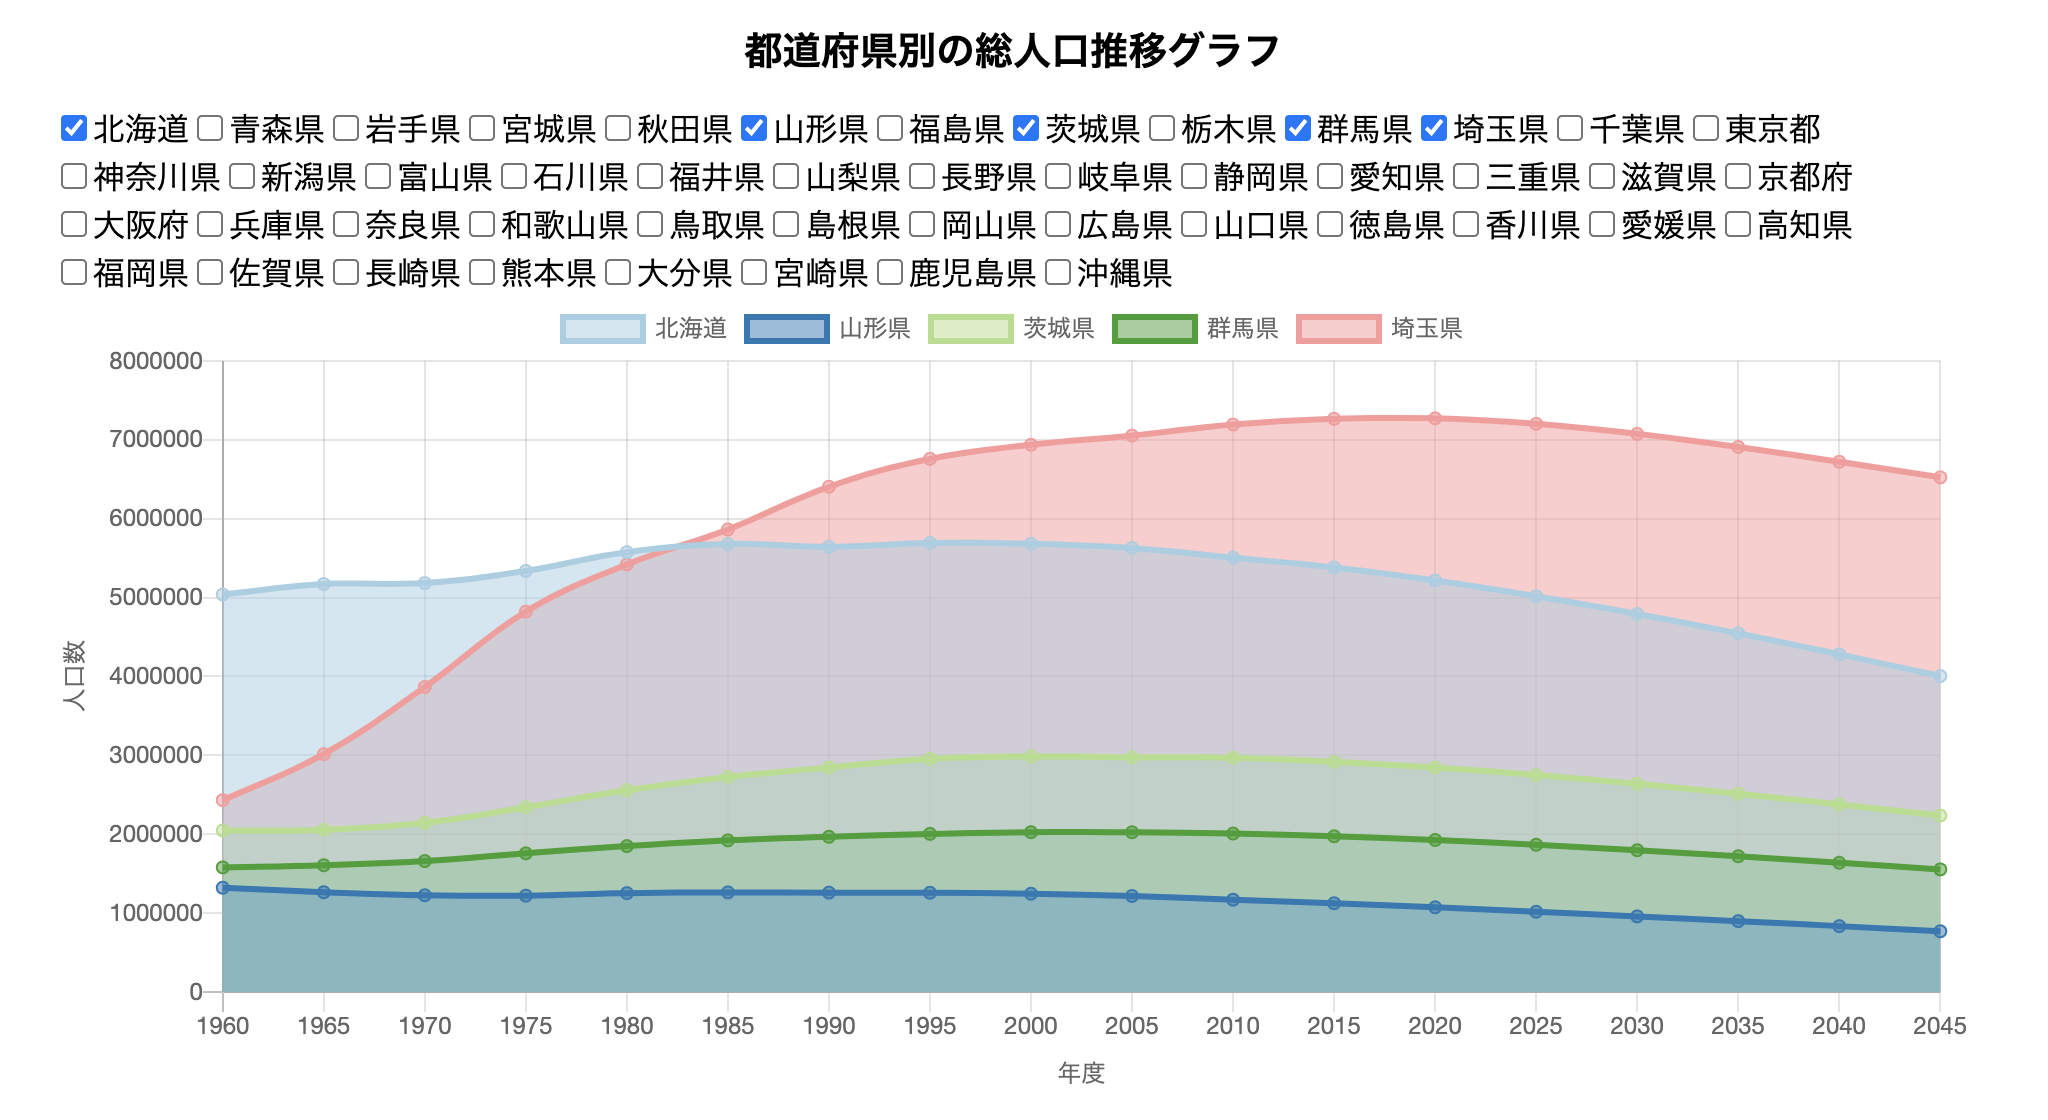 都道府県別の総人口推移グラフ
北海道 青森県 岩手県 宮城県 秋田県 山形県 福島県 茨城県 栃木県 群馬県 埼玉県 千葉県 東京都
神奈川県 新潟県 富山県 石川県 福井県 山梨県 長野県 岐阜県 静岡県 愛知県 三重県 滋賀県 京都府
大阪府 兵庫県 奈良県 和歌山県 鳥取県 島根県 岡山県 広島県 山口県 徳島県 香川県 愛媛県 高知県
福岡県 佐賀県 長崎県 熊本県 大分県 宮崎県 鹿児島県 沖縄県
北海道 山形県 茨城県 群馬県 埼玉県
8000000
7000000
6000000
5000000
4000000
3000000
2000000
1000000
0
人口数
1960 1965 1970 1975 1980 1985 1990 1995 2000 2005 2010 2015 2020 2025 2030 2035 2040 2045
年度